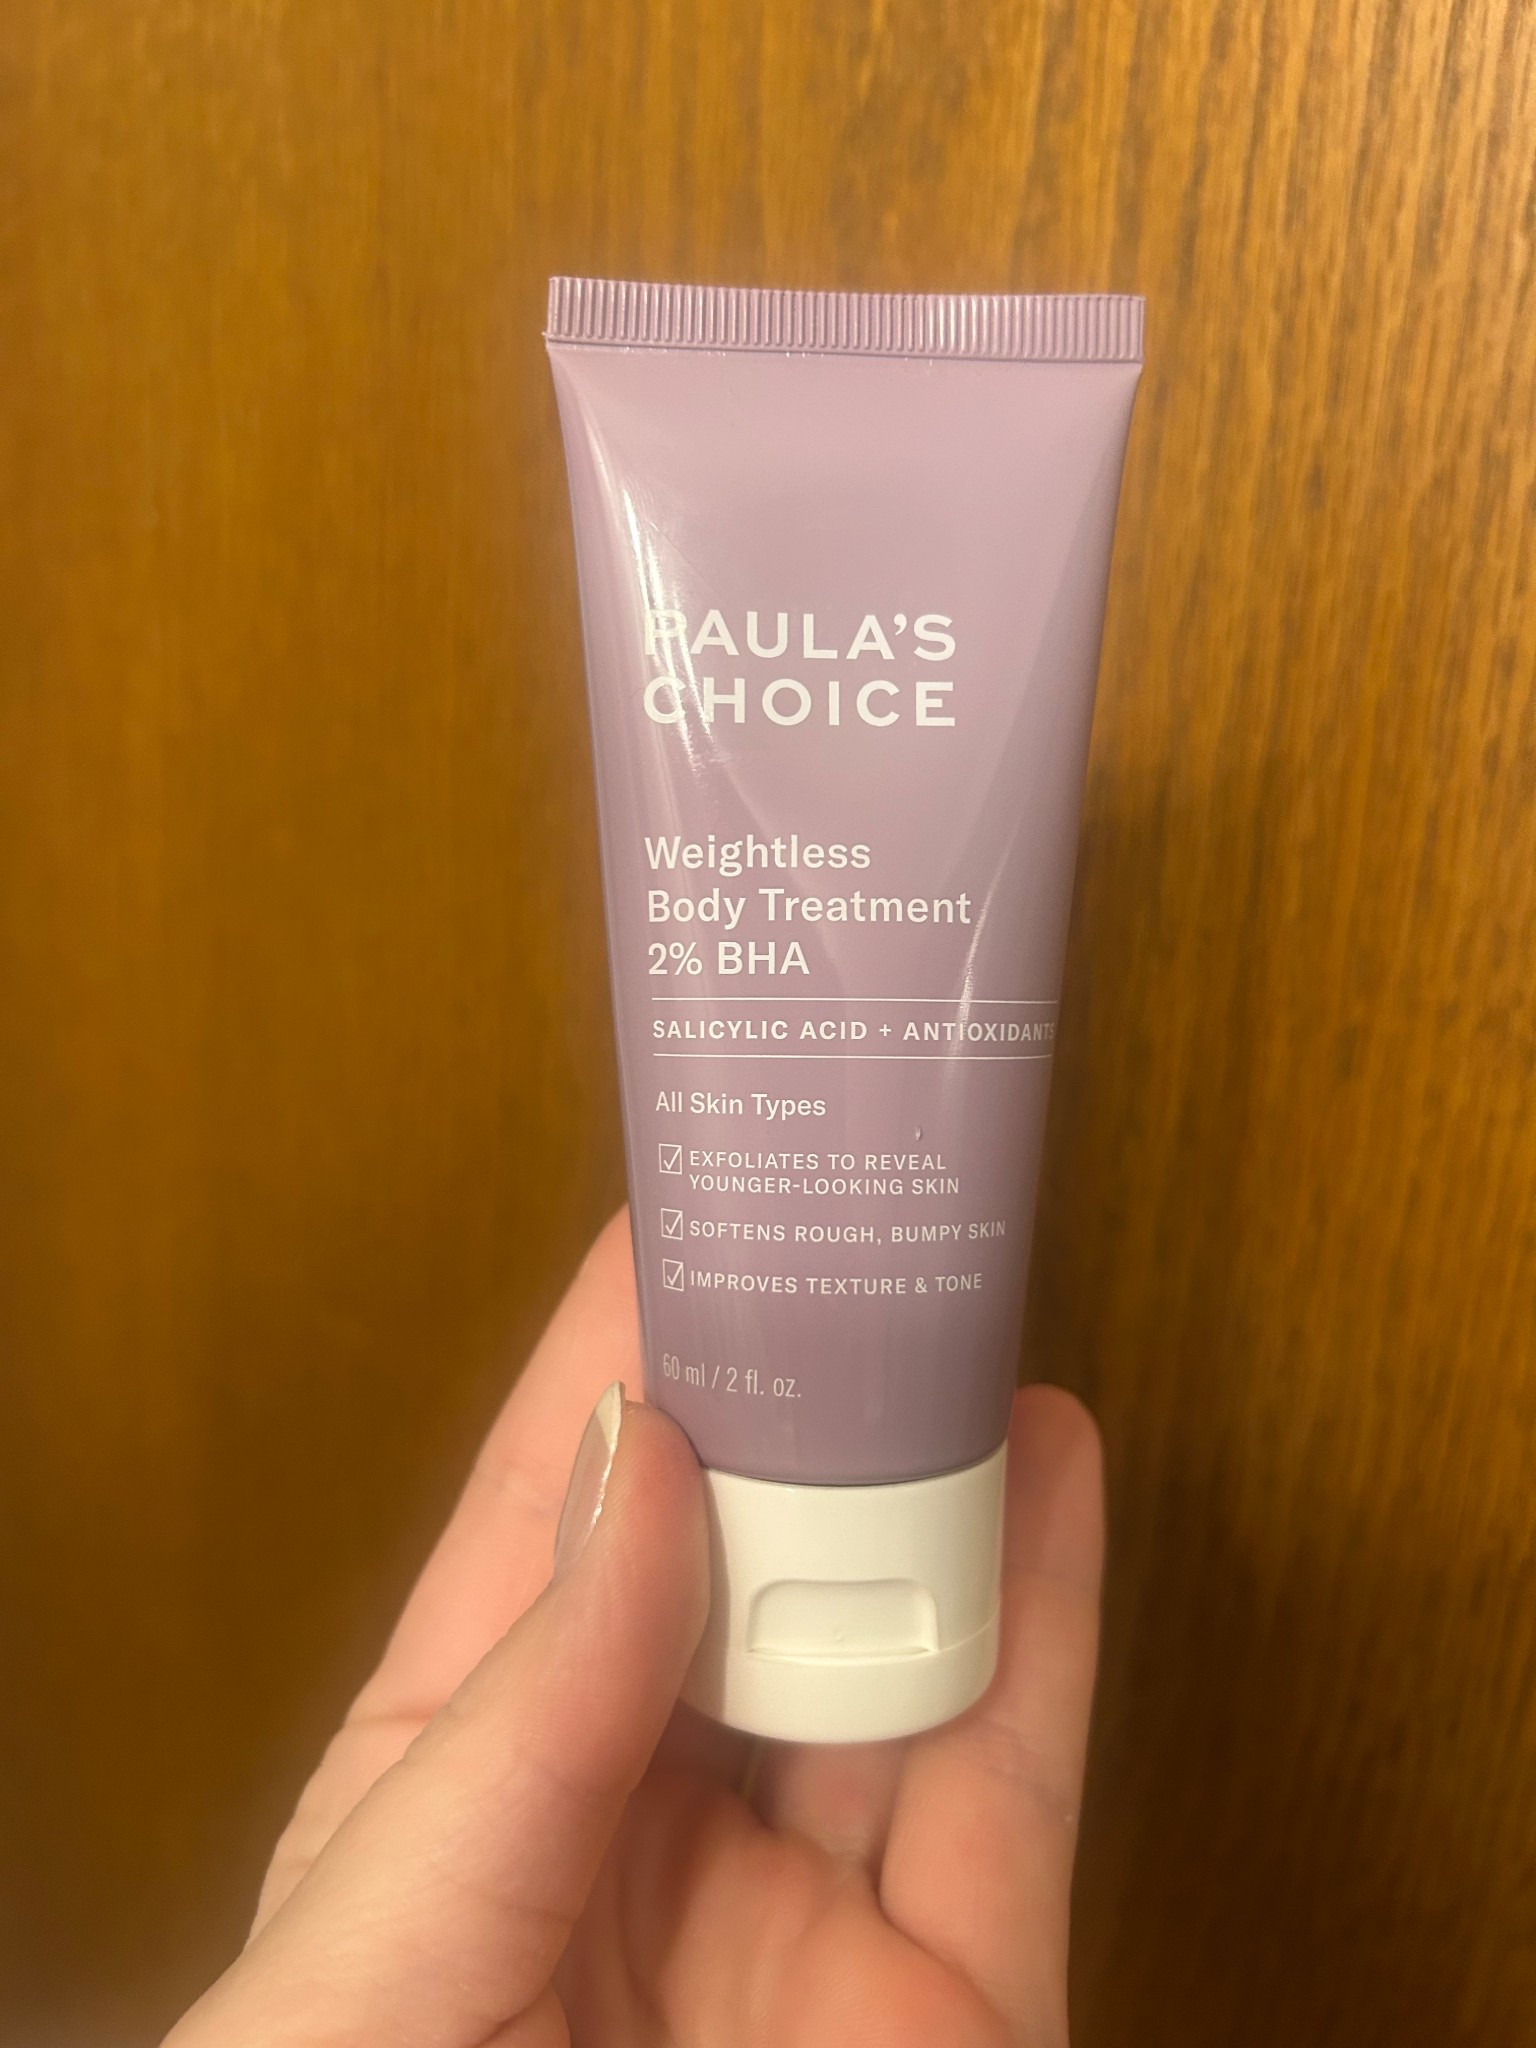 PAULA'S
CHOICE
Weightless
Body Treatment
2% BHA
SALICYLIC ACID + ANTIOXIDANTS
All Skin Types
EXFOLIATES TO REVEAL
YOUNGER-LOOKING SKIN
SOFTENS ROUGH, BUMPY SKIN
IMPROVES TEXTURE & TONE
60 ml / 2 fl. oz.